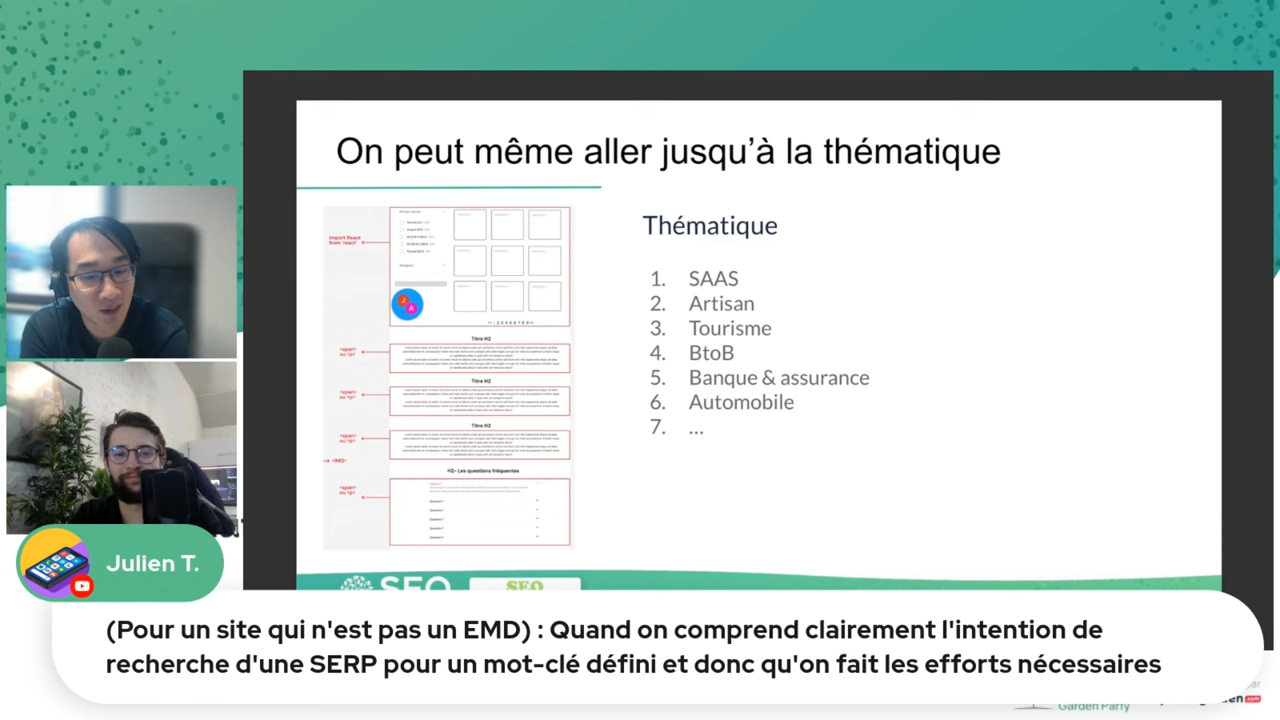 On peut même aller jusqu'à la thématique
Import React
from 'react'
Titre H2
<span>
ou <p>
Titre H2
<span>
ou <p>
Titre H2
<span>
ou <p>
<IMG>
H2- Les questions fréquentes
<span>
ou <p>
Thématique
1. SAAS
2. Artisan
3. Tourisme
4. BtoB
5. Banque & assurance
6. Automobile
7. ...
SEO
SEO
Julien T.
(Pour un site qui n'est pas un EMD) : Quand on comprend clairement l'intention de
recherche d'une SERP pour un mot-clé défini et donc qu'on fait les efforts nécessaires
Garden Party